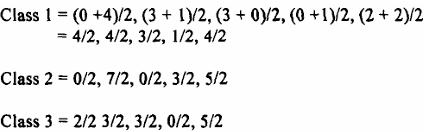 Class 1 = (0 +4)/2, (3 + 1)/2, (3 + 0)/2, (0 +1)/2, (2 + 2)/2
= 4/2, 4/2, 3/2, 1/2, 4/2
Class 2 = 0/2, 7/2, 0/2, 3/2, 5/2
Class 3 = 2/2 3/2, 3/2, 0/2, 5/2